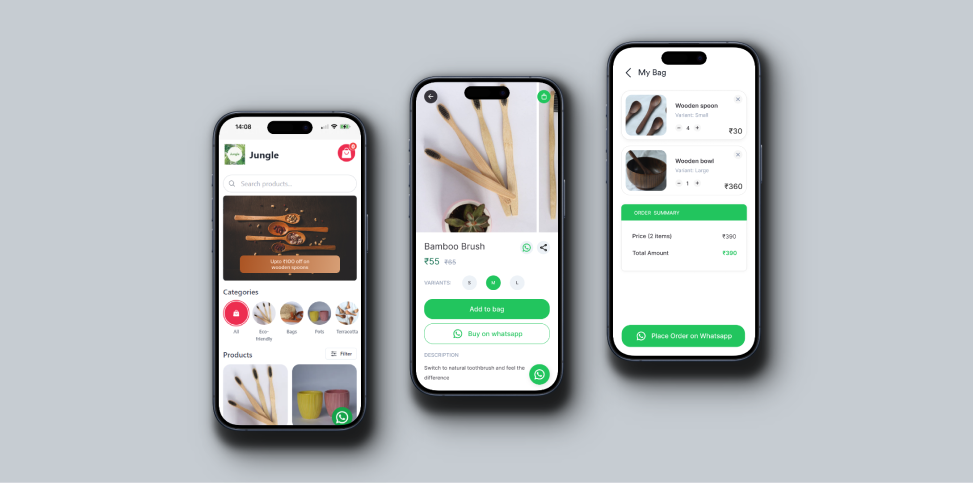 14:08
Jungle
Search products...
Upto ₹100 off on
wooden spoons
Categories
All
Eco-
friendly
Bags
Pots
Terracotta
Products
Filter
Bamboo Brush
₹55 ₹65
VARIANTS:
S
M
L
Add to bag
Buy on whatsapp
DESCRIPTION
Switch to natural toothbrush and feel the
difference
My Bag
Wooden spoon
Variant: Small
4
₹30
Wooden bowl
Variant: Large
1
₹360
ORDER SUMMARY
Price (2 items) ₹390
Total Amount ₹390
Place Order on Whatsapp